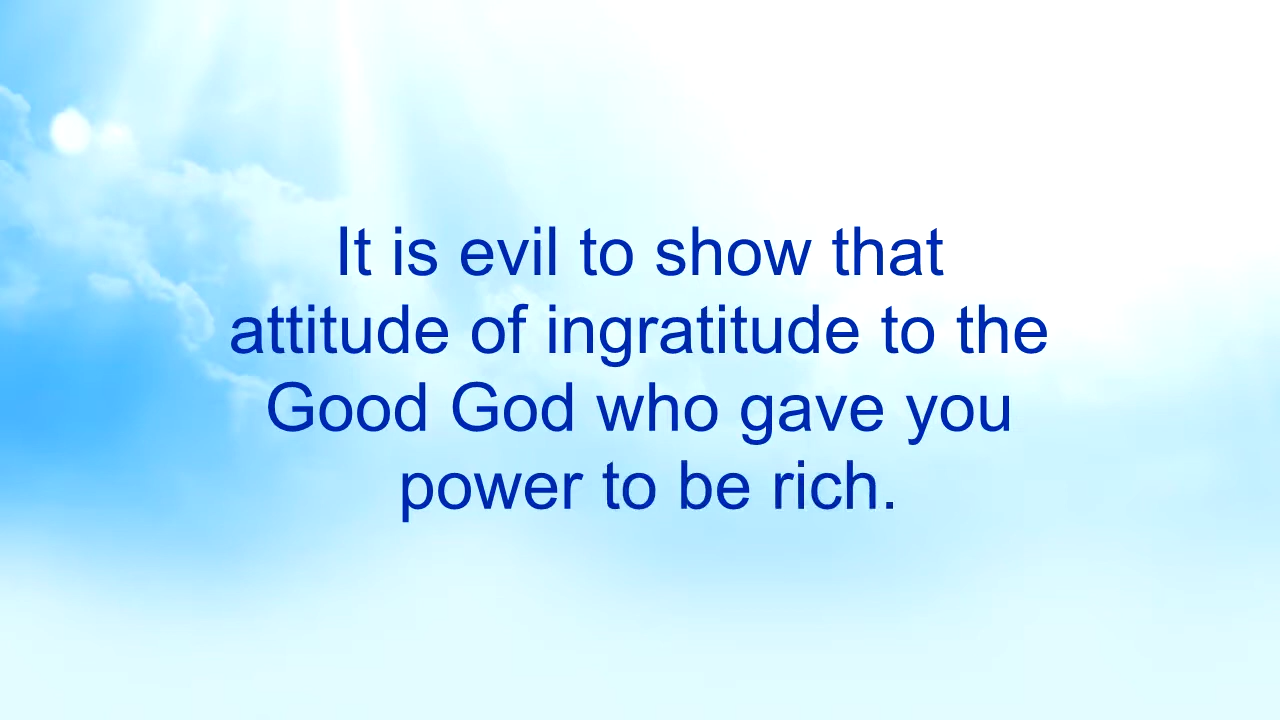 It is evil to show that
attitude of ingratitude to the
Good God who gave you
power to be rich.